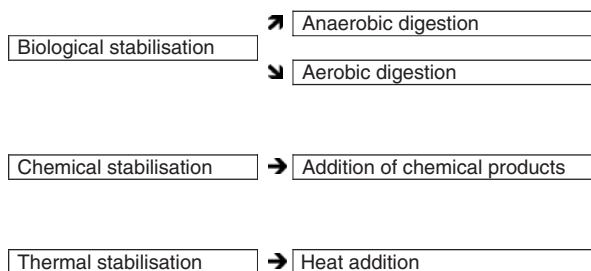 Anaerobic digestion
Biological stabilisation
Aerobic digestion
Chemical stabilisation
Addition of chemical products
Thermal stabilisation
Heat addition